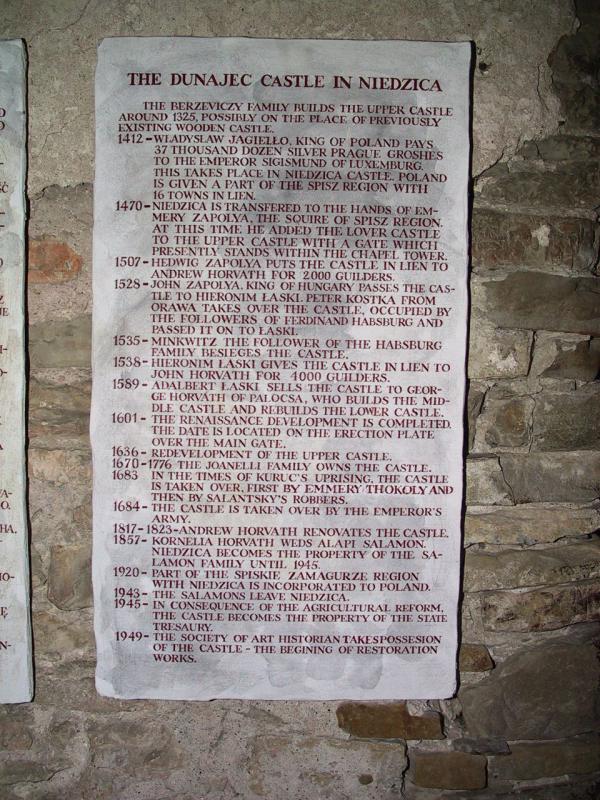 THE DUNAJEC CASTLE IN NIEDZICA
THE BERZEVICZY FAMILY BUILDS THE UPPER CASTLE
AROUND 1325, POSSIBLY ON THE PLACE OF PREVIOUSLY
EXISTING WOODEN CASTLE.
1412-WŁADYSŁAW JAGIEŁŁO, KING OF POLAND PAYS
37 THOUSAND DOZEN SILVER PRAGUE GROSHES
TO THE EMPEROR SIGISMUND OF LUXEMBURG.
THIS TAKES PLACE IN NIEDZICA CASTLE. POLAND
IS GIVEN A PART OF THE SPISZ REGION WITH
16 TOWNS IN LIEN.
1470-NIEDZICA IS TRANSFERED TO THE HANDS OF EM-
MERY ZAPOLYA, THE SQUIRE OF SPISZ REGION.
AT THIS TIME HE ADDED THE LOVER CASTLE
TO THE UPPER CASTLE WITH A GATE WHICH
PRESENTLY STANDS WITHIN THE CHAPEL TOWER.
1507-HEDWIG ZAPOLYA PUTS THE CASTLE IN LIEN TO
ANDREW HORVATH FOR 2000 GUILDERS.
1528-JOHN ZAPOLYA, KING OF HUNGARY PASSES THE CAS-
TLE TO HIERONIM ŁASKI. PETER KOSTKA FROM
ORAWA TAKES OVER THE CASTLE, OCCUPIED BY
THE FOLLOWERS OF FERDINAND HABSBURG AND
PASSED IT ON TO ŁASKI.
1535-MINKWITZ THE FOLLOWER OF THE HABSBURG
FAMILY BESIEGES THE CASTLE.
1538-HIERONIM ŁASKI GIVES THE CASTLE IN LIEN TO
JOHN HORVATH FOR 4000 GUILDERS.
1589-ADALBERT ŁASKI SELLS THE CASTLE TO GEOR-
GE HORVATH OF PALOCSA, WHO BUILDS THE MID-
DLE CASTLE AND REBUILDS THE LOWER CASTLE.
1601-THE RENAISSANCE DEVELOPMENT IS COMPLETED.
THE DATE IS LOCATED ON THE ERECTION PLATE
OVER THE MAIN GATE.
1636-REDEVELOPMENT OF THE UPPER CASTLE.
1670-1776 THE JOANELLI FAMILY OWNS THE CASTLE.
1683 IN THE TIMES OF KURUC'S UPRISING, THE CASTLE
IS TAKEN OVER, FIRST BY EMMERY THOKOLY AND
THEN BY SALANTSKY'S ROBBERS.
1684-THE CASTLE IS TAKEN OVER BY THE EMPEROR'S
ARMY.
1817-1823-ANDREW HORVATH RENOVATES THE CASTLE.
1857-KORNELIA HORVATH WEDS ALAPI SALAMON.
NIEDZICA BECOMES THE PROPERTY OF THE SA-
LAMON FAMILY UNTIL 1945.
1920-PART OF THE SPISKIE ZAMAGURZE REGION
WITH NIEDZICA IS INCORPORATED TO POLAND.
1943-THE SALAMONS LEAVE NIEDZICA.
1945-IN CONSEQUENCE OF THE AGRICULTURAL REFORM,
THE CASTLE BECOMES THE PROPERTY OF THE STATE
TRESAURY.
1949-THE SOCIETY OF ART HISTORIAN TAKES POSSESION
OF THE CASTLE - THE BEGINING OF RESTORATION
WORKS.